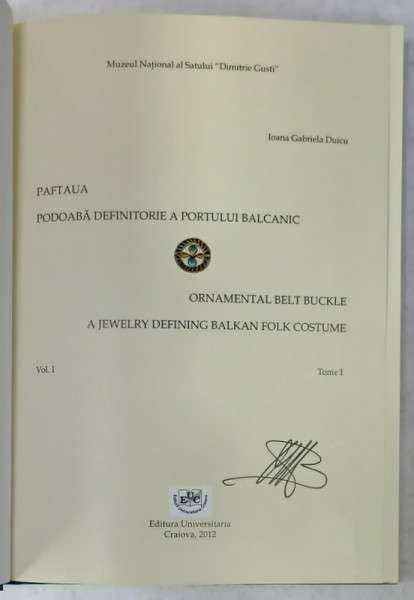 Muzeul Național al Satului "Dimitrie Gusti"
Ioana Gabriela Duicu
PAFTAUA
PODOABĂ DEFINITORIE A PORTULUI BALCANIC
ORNAMENTAL BELT BUCKLE
A JEWELRY DEFINING BALKAN FOLK COSTUME
Vol. I
Tome I
EUC
Editura Universitaria
Craiova, 2012